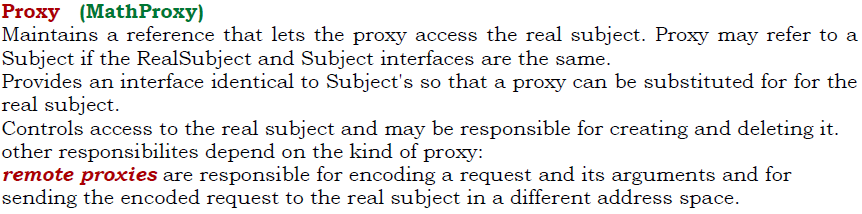 Proxy (MathProxy)
Maintains a reference that lets the proxy access the real subject. Proxy may refer to a
Subject if the RealSubject and Subject interfaces are the same.
Provides an interface identical to Subject's so that a proxy can be substituted for for the
real subject.
Controls access to the real subject and may be responsible for creating and deleting it.
other responsibilites depend on the kind of proxy:
remote proxies are responsible for encoding a request and its arguments and for
sending the encoded request to the real subject in a different address space.